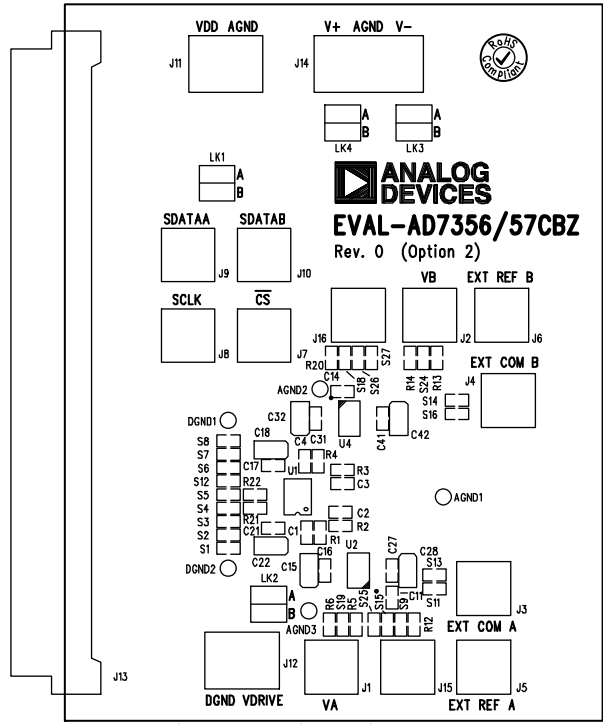 VDD AGND
V+ AGND V-
J11
J14
RoHS
Compliant
A
B
LK4
A
B
LK3
LK1
A
B
ANALOG
DEVICES
EVAL-AD7356/57CBZ
Rev. 0 (Option 2)
SDATAA
SDATAB
J9
J10
SCLK
CS
J8
J7
VB
EXT REF B
J16
J2
J6
R20
C14
S18
S26
S27
R14
S24
R13
EXT COM B
J4
AGND2
S14
S16
C32
C31
U4
C41
C42
DGND1
C18
C4
R4
S8
S7
S6
S12
S5
S4
S3
S2
S1
C17
U1
R3
C3
R22
R21
C21
C1
C2
R2
R1
C22
C15
C16
U2
C27
C28
AGND1
S13
S11
DGND2
LK2
A
B
AGND3
R6
S19
R5
S25
S15
S9
C11
R12
J3
EXT COM A
J13
J12
DGND VDRIVE
J1
VA
J15
J5
EXT REF A